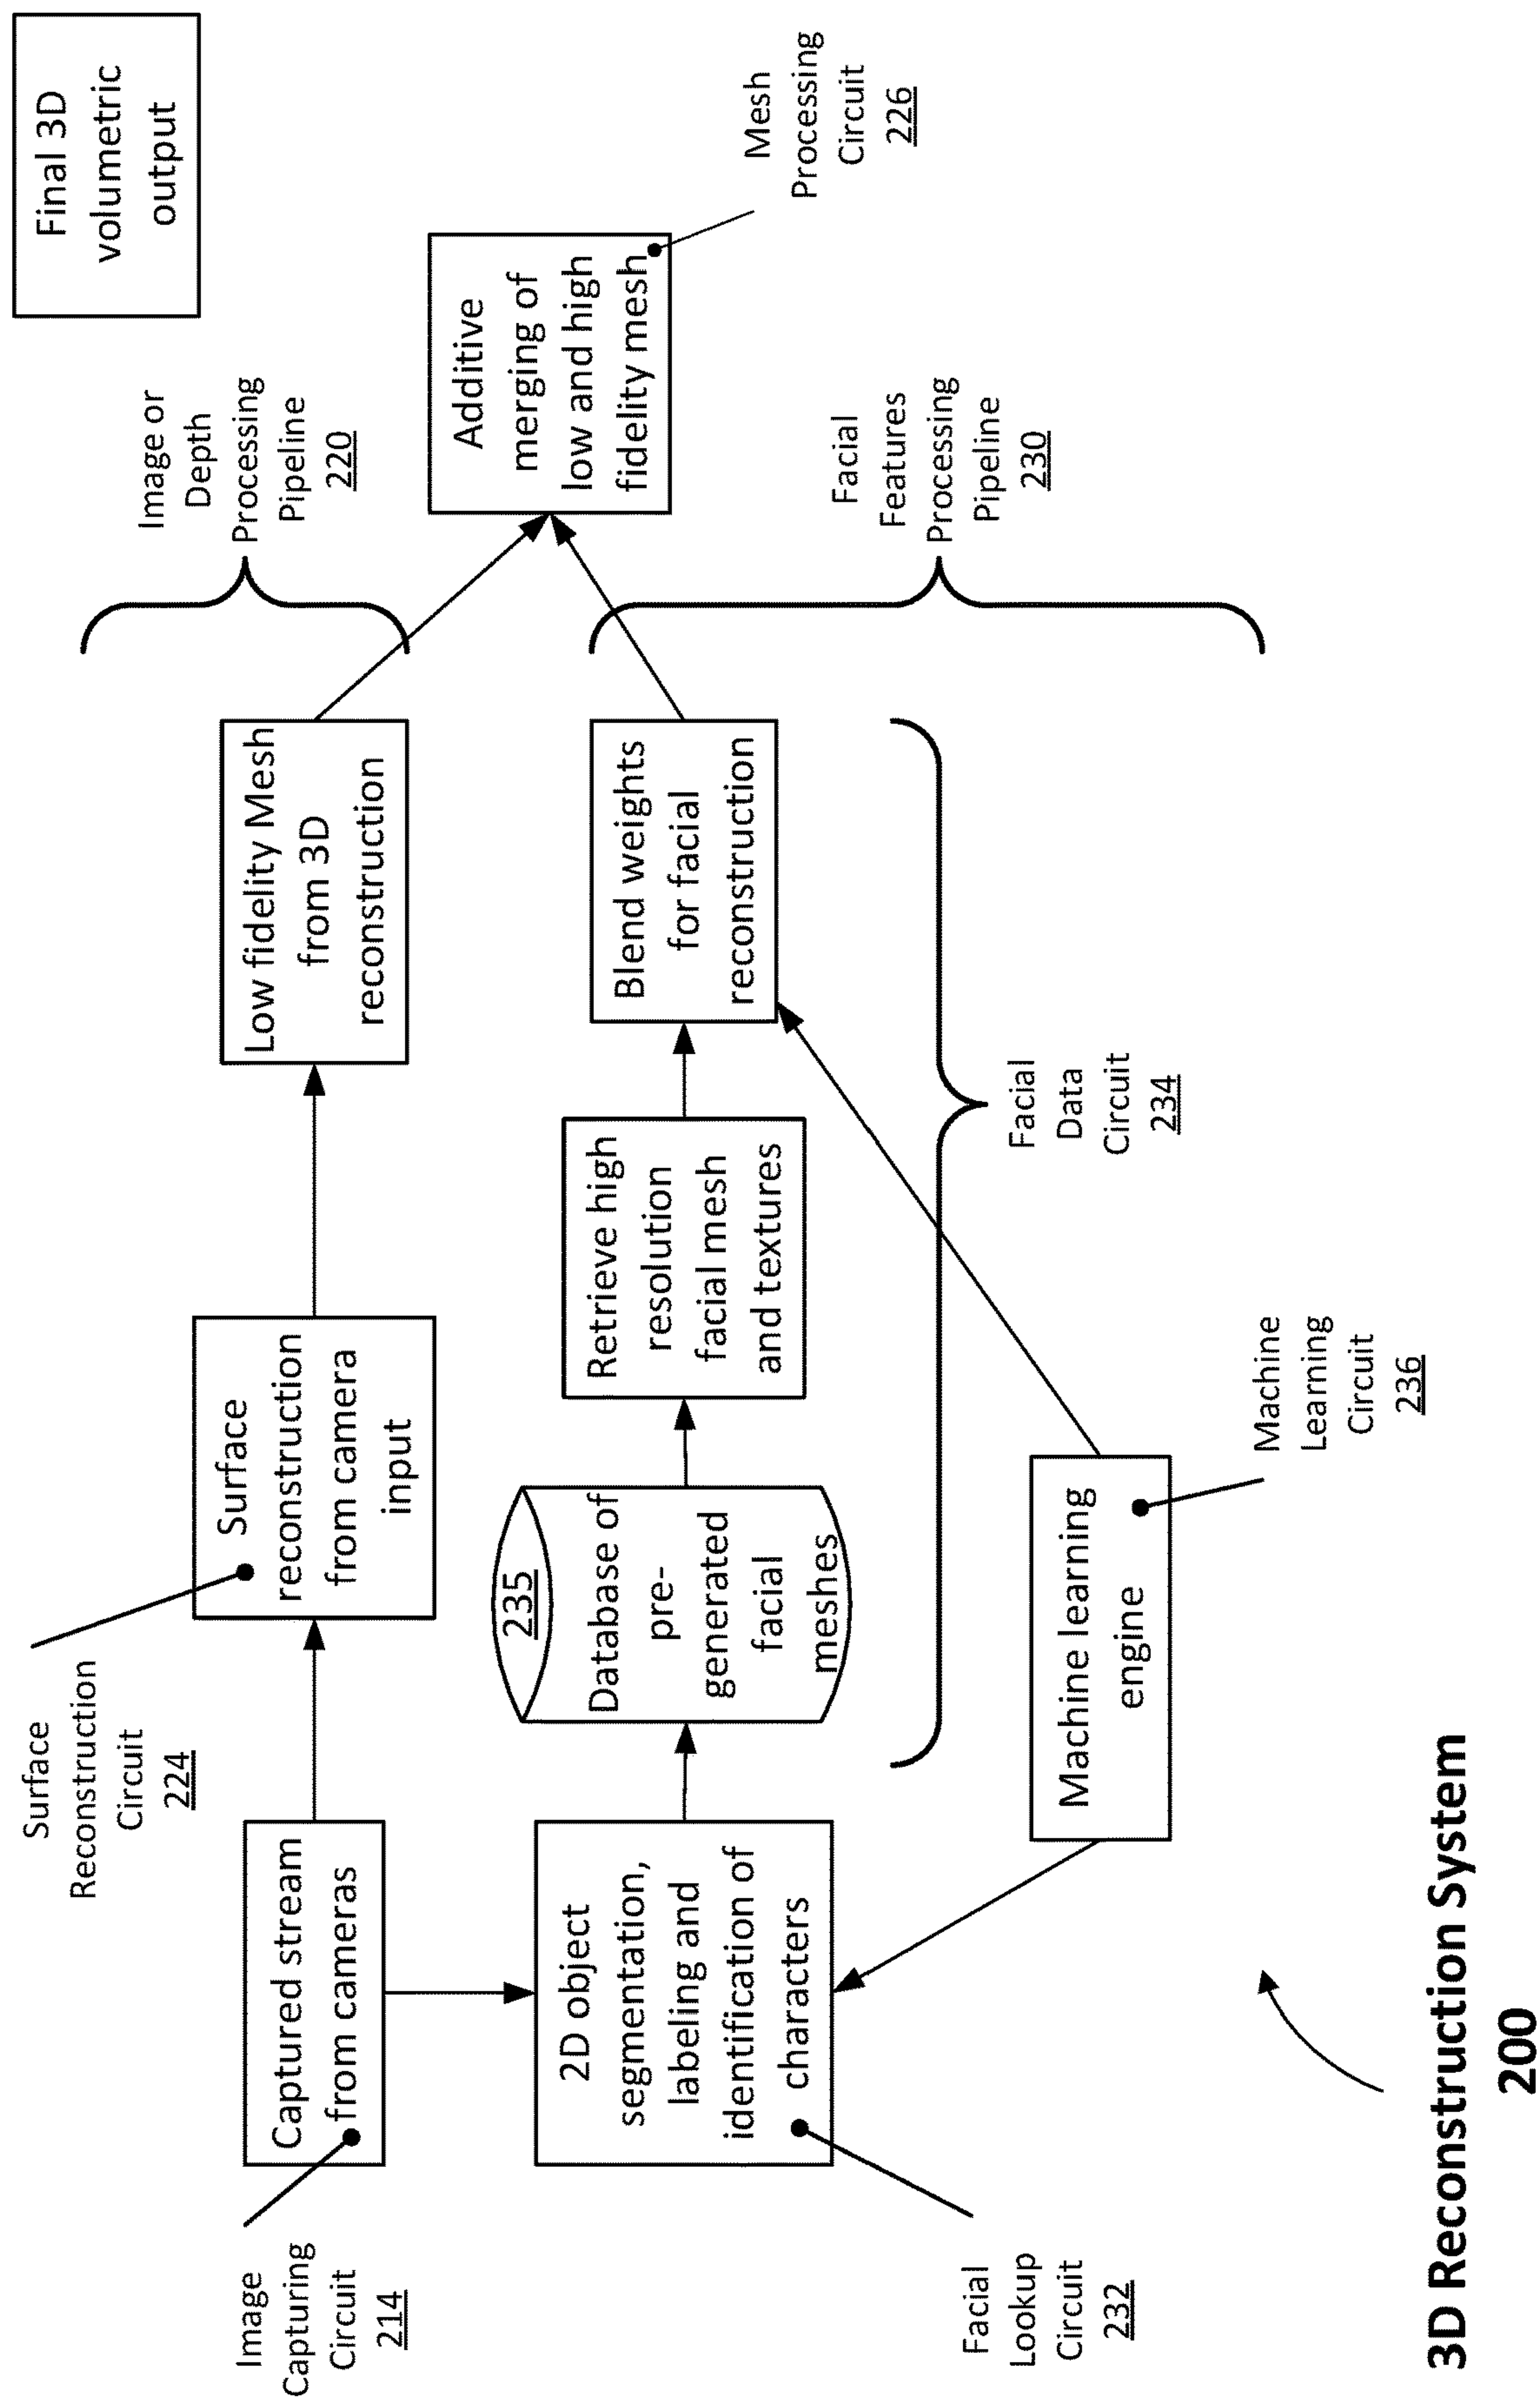 Final 3D
volumetric
output
Image or
Depth
Processing
Pipeline
220
Additive
merging of
low and high
fidelity mesh
Mesh
Processing
Circuit
226
Surface
Reconstruction
Circuit
224
Captured stream
from cameras
Surface
reconstruction
from camera
input
Low fidelity Mesh
from 3D
reconstruction
Image
Capturing
Circuit
214
2D object
segmentation,
labeling and
identification of
characters
235
Database of
pre-
generated
facial
meshes
Retrieve high
resolution
facial mesh
and textures
Blend weights
for facial
reconstruction
Facial
Features
Processing
Pipeline
230
Facial
Lookup
Circuit
232
Machine learning
engine
Facial
Data
Circuit
234
Machine
Learning
Circuit
236
3D Reconstruction System
200